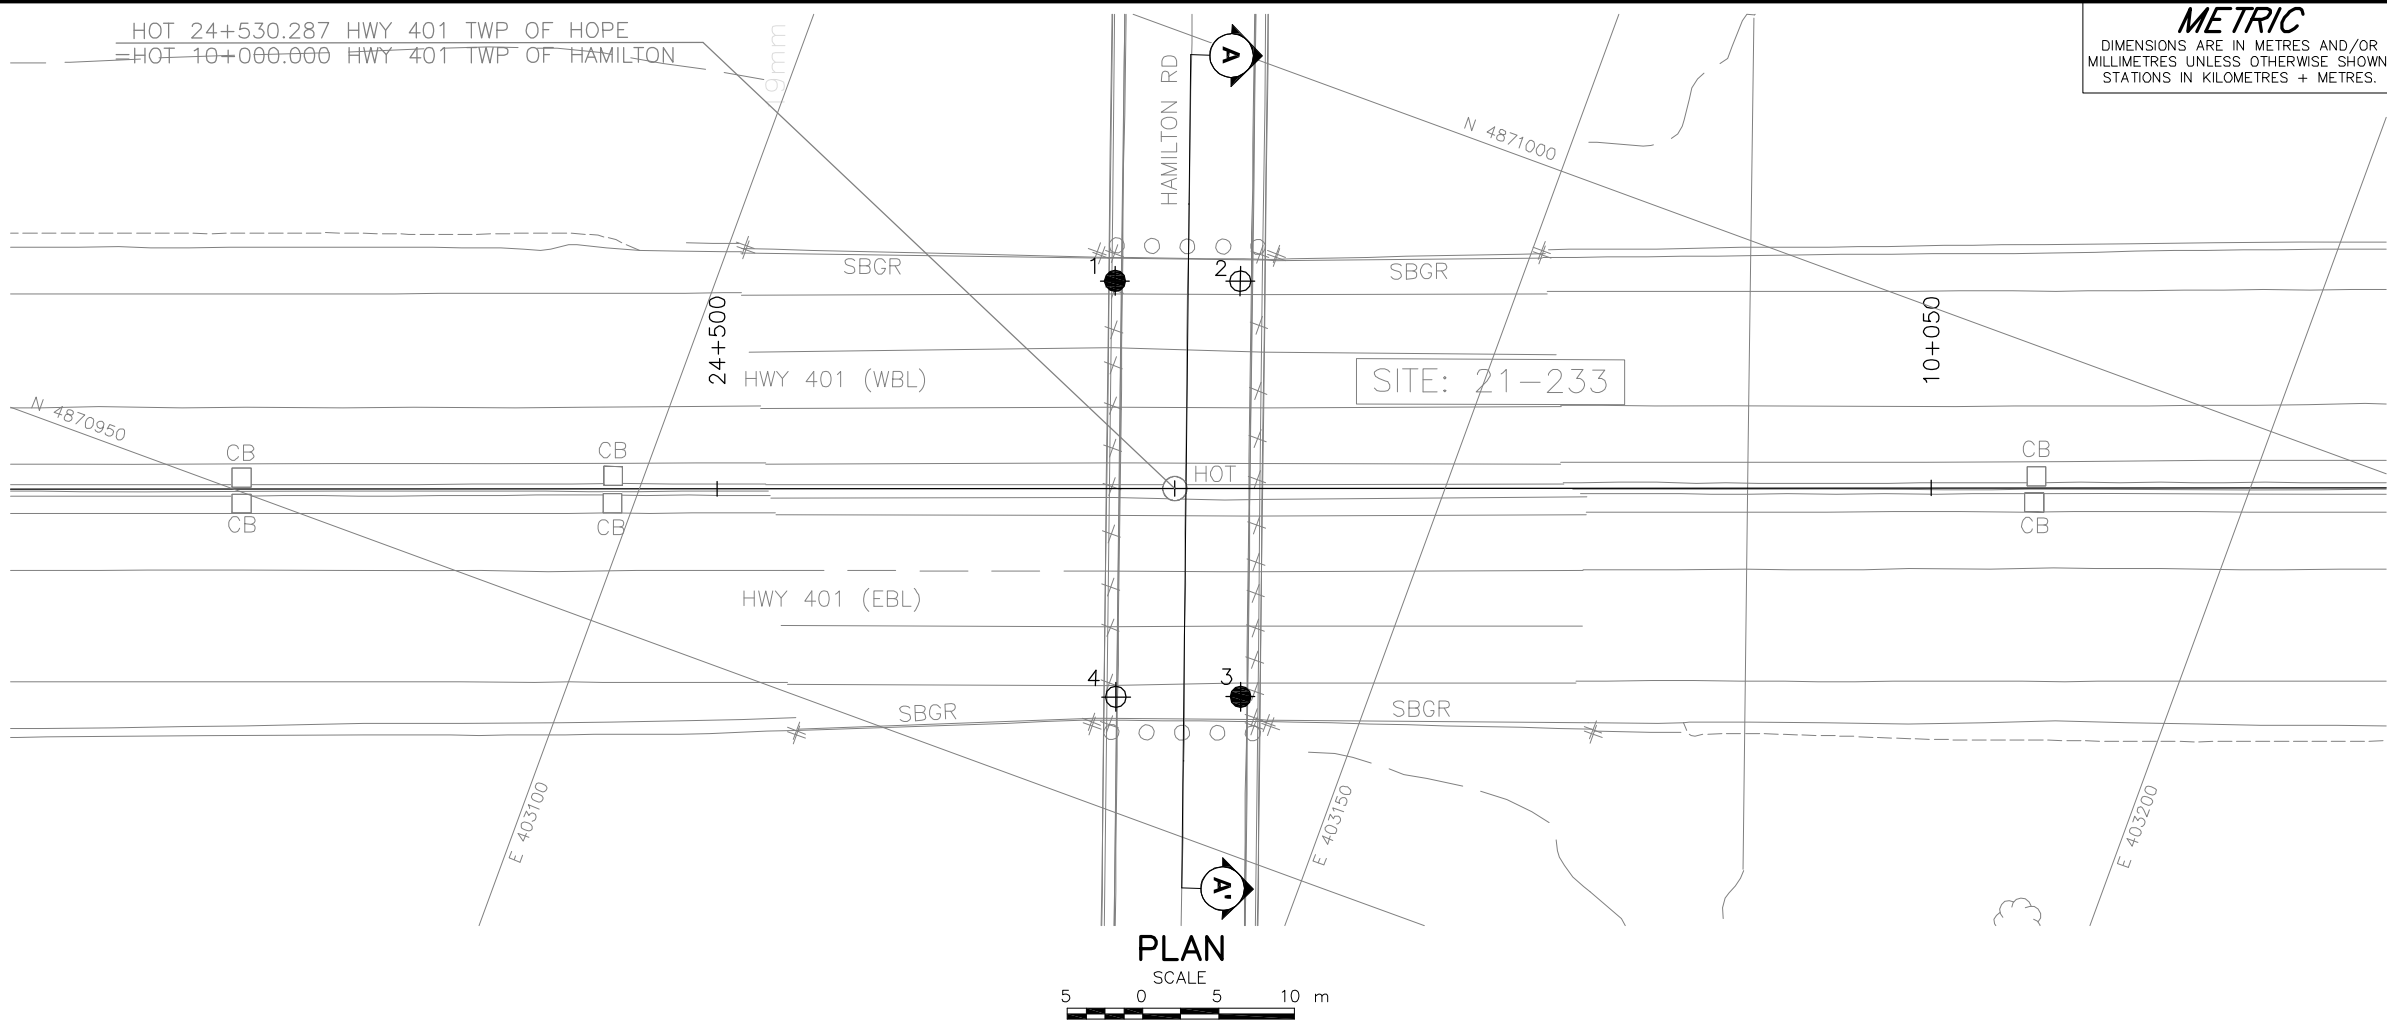 HOT 24+530.287 HWY 401 TWP OF HOPE
=HOT 10+000.000 HWY 401 TWP OF HAMILTON
METRIC
DIMENSIONS ARE IN METRES AND/OR
MILLIMETRES UNLESS OTHERWISE SHOWN
STATIONS IN KILOMETRES + METRES.
19mm
HAMILTON RD
A
N 4871000
SBGR
1
2
SBGR
24+500
10+050
HWY 401 (WBL)
SITE: 21-233
N 4870950
CB
CB
HOT
CB
CB
CB
CB
HWY 401 (EBL)
4
3
SBGR
SBGR
E 403100
E 403150
E 403200
A'
PLAN
SCALE
5 0 5 10 m